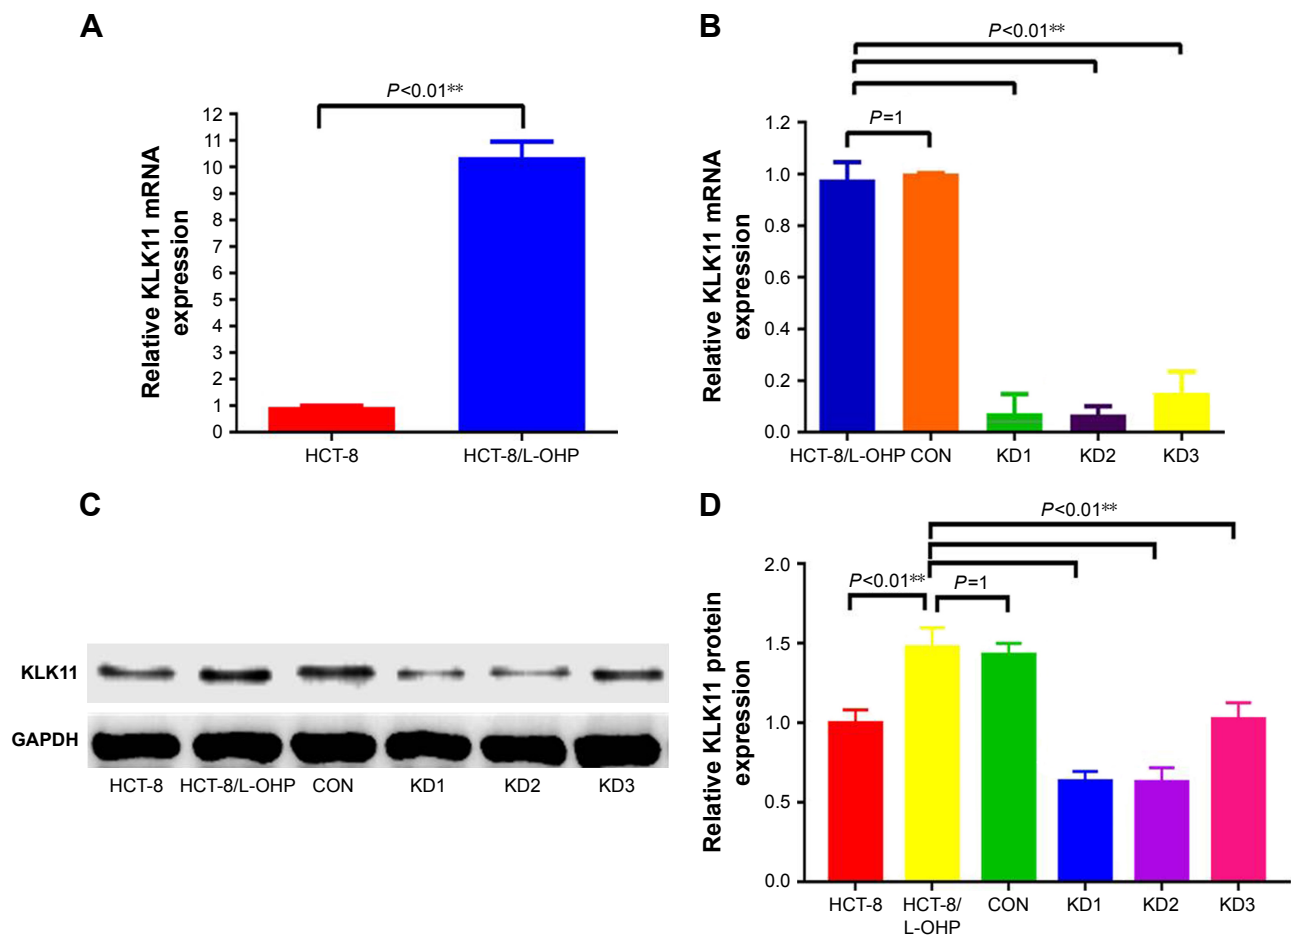 A
P<0.01**
Relative KLK11 mRNA
expression
12
11
10
9
8
7
6
5
4
3
2
1
0
HCT-8
HCT-8/L-OHP
B
P<0.01**
P=1
Relative KLK11 mRNA
expression
1.2
1.0
0.8
0.6
0.4
0.2
0.0
HCT-8/L-OHP CON KD1 KD2 KD3
C
KLK11
GAPDH
HCT-8 HCT-8/L-OHP CON KD1 KD2 KD3
D
P<0.01**
P<0.01**
P=1
Relative KLK11 protein
expression
2.0
1.5
1.0
0.5
0.0
HCT-8
HCT-8/
L-OHP
CON
KD1
KD2
KD3